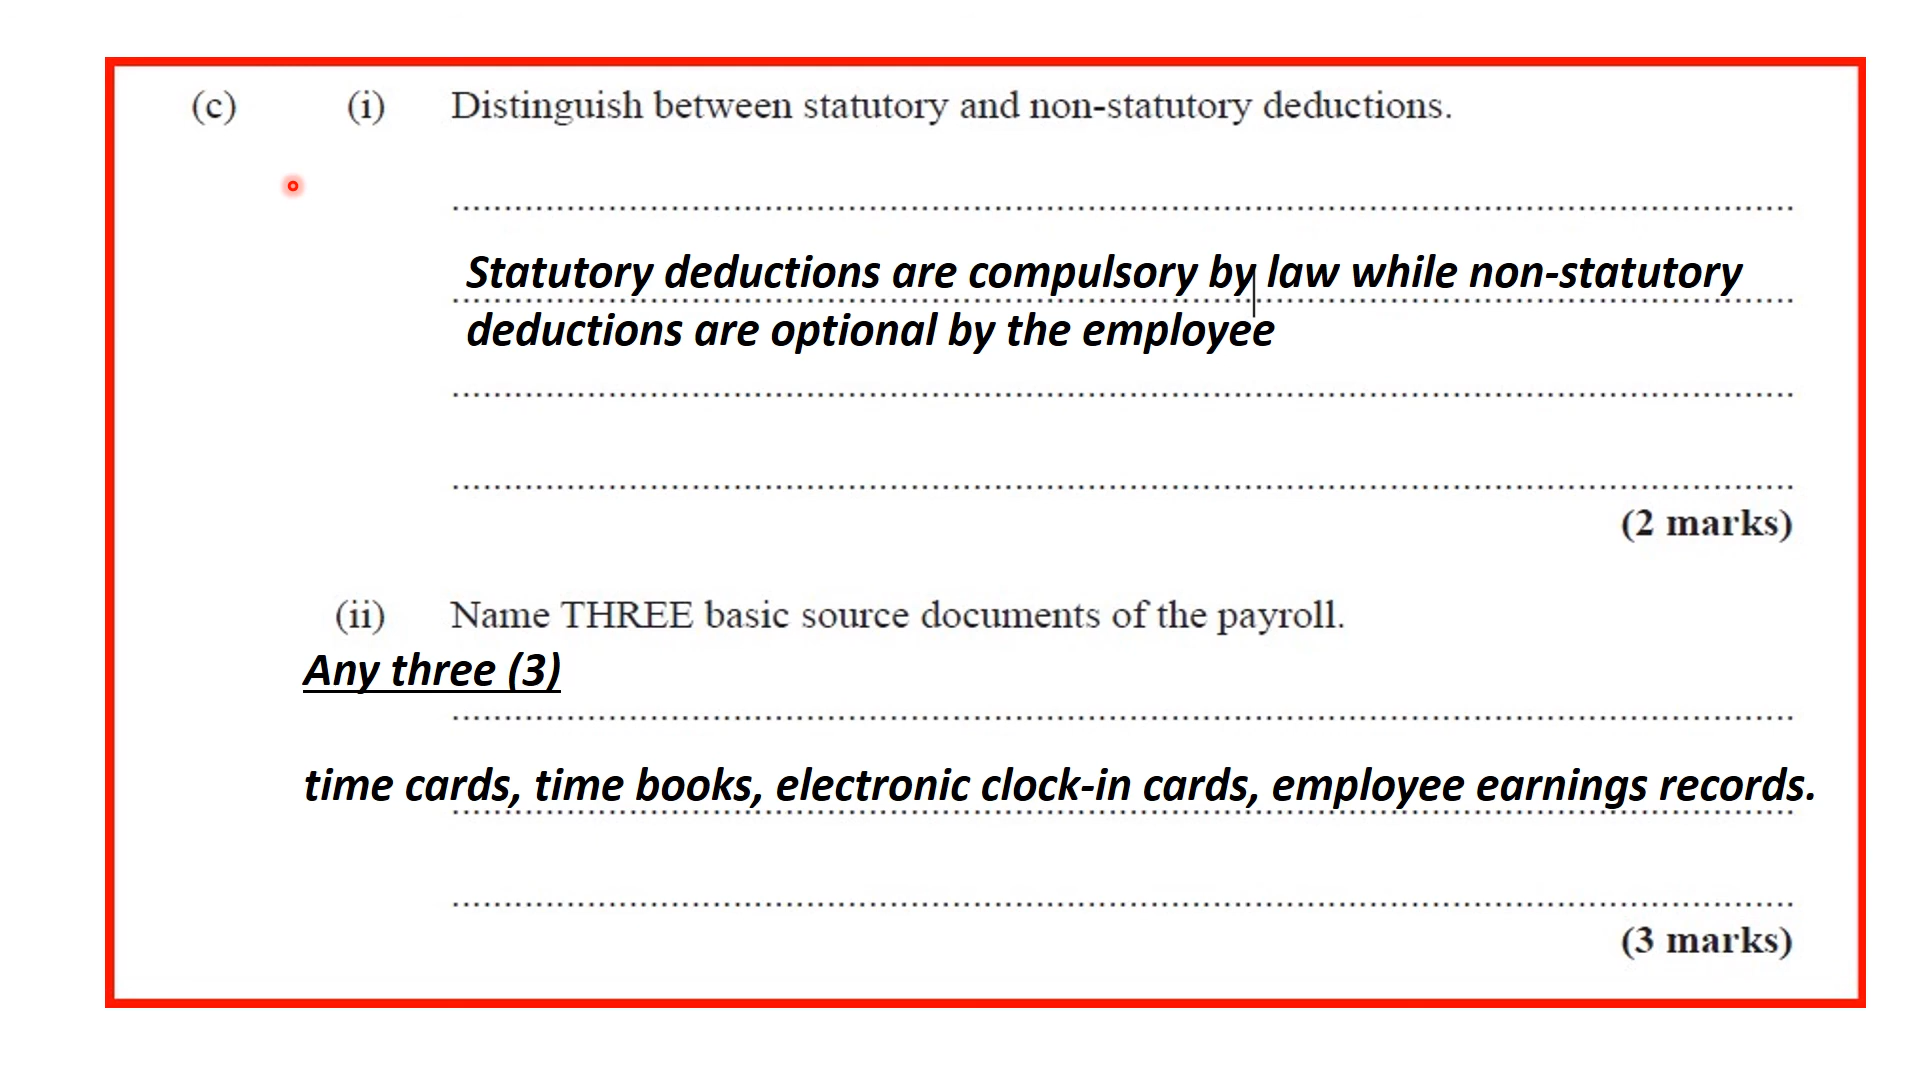 (c) (i) Distinguish between statutory and non-statutory deductions.
Statutory deductions are compulsory by law while non-statutory
deductions are optional by the employee
(2 marks)
(ii) Name THREE basic source documents of the payroll.
Any three (3)
time cards, time books, electronic clock-in cards, employee earnings records.
(3 marks)